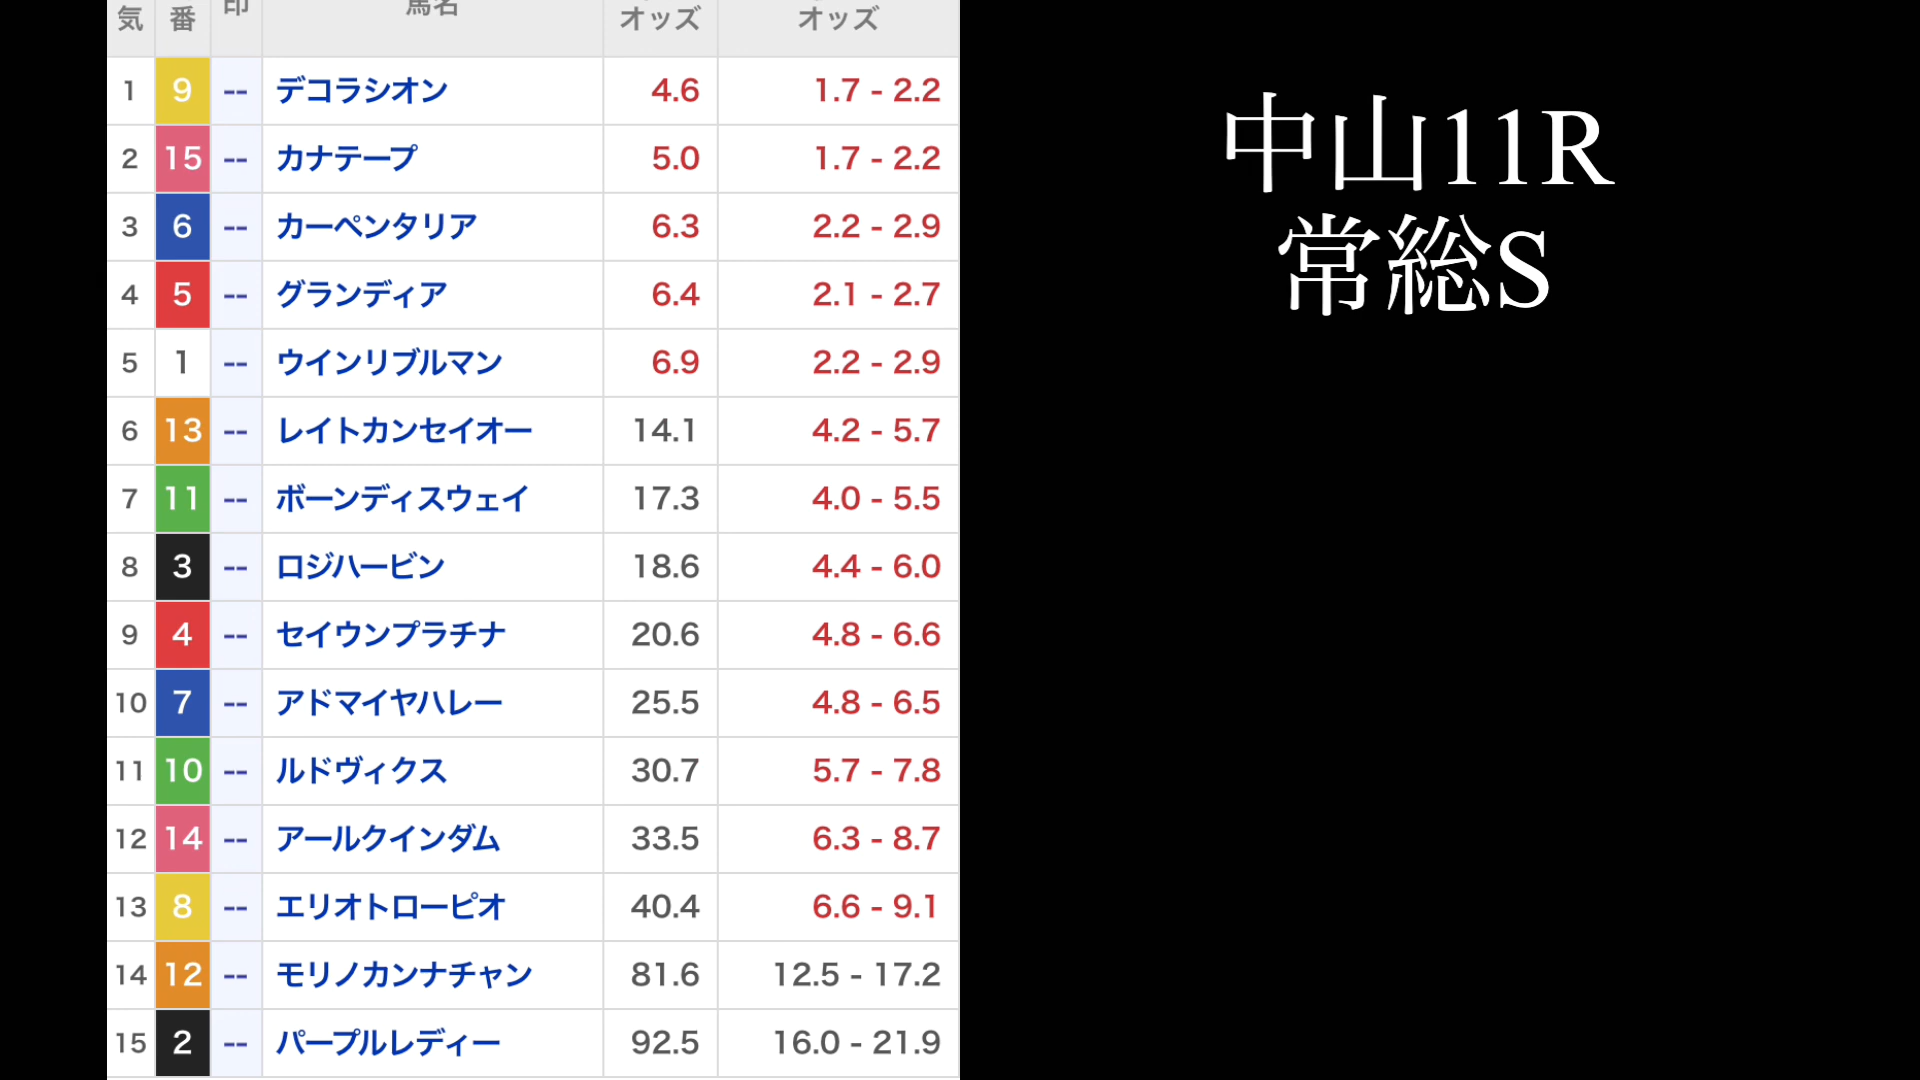 気 番 印 馬名 オッズ オッズ
1 9 -- デコラシオン 4.6 1.7 - 2.2
2 15 -- カナテープ 5.0 1.7 - 2.2
3 6 -- カーペンタリア 6.3 2.2 - 2.9
4 5 -- グランディア 6.4 2.1 - 2.7
5 1 -- ウインリブルマン 6.9 2.2 - 2.9
6 13 -- レイトカンセイオー 14.1 4.2 - 5.7
7 11 -- ボーンディスウェイ 17.3 4.0 - 5.5
8 3 -- ロジハービン 18.6 4.4 - 6.0
9 4 -- セイウンプラチナ 20.6 4.8 - 6.6
10 7 -- アドマイヤハレー 25.5 4.8 - 6.5
11 10 -- ルドヴィクス 30.7 5.7 - 7.8
12 14 -- アールクインダム 33.5 6.3 - 8.7
13 8 -- エリオトローピオ 40.4 6.6 - 9.1
14 12 -- モリノカンナチャン 81.6 12.5 - 17.2
15 2 -- パープルレディー 92.5 16.0 - 21.9
中山11R
常総S